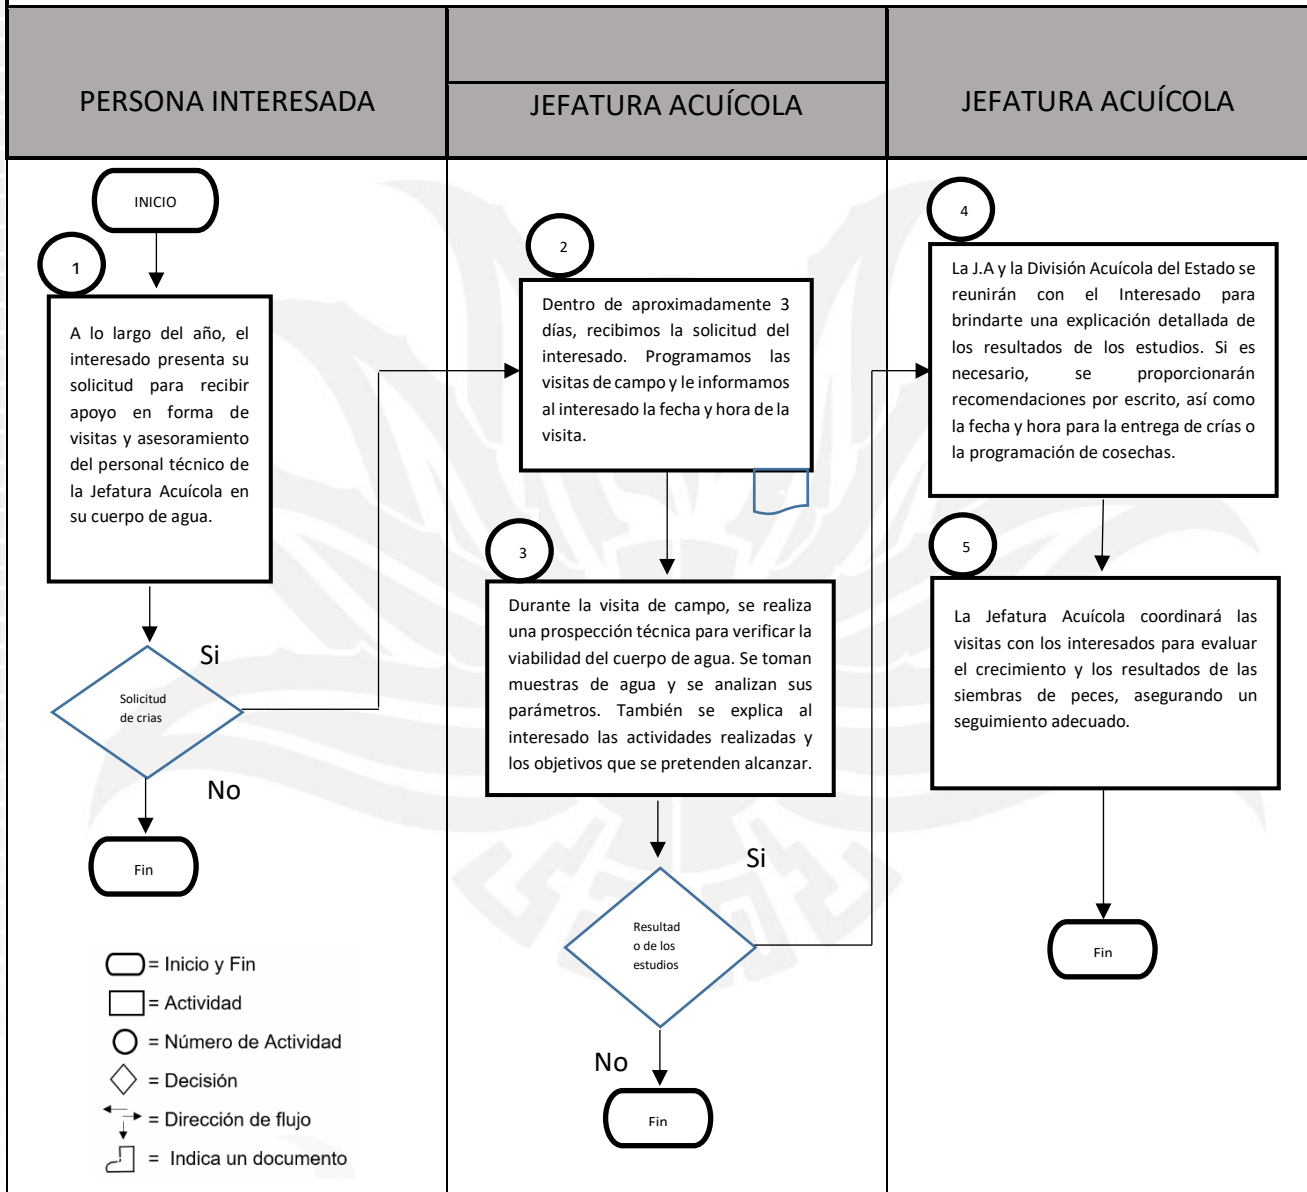 PERSONA INTERESADA
JEFATURA ACUÍCOLA
JEFATURA ACUÍCOLA
INICIO
1
A lo largo del año, el
interesado presenta su
solicitud para recibir
apoyo en forma de
visitas y asesoramiento
del personal técnico de
la Jefatura Acuícola en
su cuerpo de agua.
Si
Solicitud
de crias
No
Fin
= Inicio y Fin
= Actividad
= Número de Actividad
= Decisión
= Dirección de flujo
= Indica un documento
2
Dentro de aproximadamente 3
días, recibimos la solicitud del
interesado. Programamos las
visitas de campo y le informamos
al interesado la fecha y hora de la
visita.
3
Durante la visita de campo, se realiza
una prospección técnica para verificar la
viabilidad del cuerpo de agua. Se toman
muestras de agua y se analizan sus
parámetros. También se explica al
interesado las actividades realizadas y
los objetivos que se pretenden alcanzar.
Si
Resultad
o de los
estudios
No
Fin
4
La J.A y la División Acuícola del Estado se
reunirán con el Interesado para
brindarte una explicación detallada de
los resultados de los estudios. Si es
necesario, se proporcionarán
recomendaciones por escrito, así como
la fecha y hora para la entrega de crías o
la programación de cosechas.
5
La Jefatura Acuícola coordinará las
visitas con los interesados para evaluar
el crecimiento y los resultados de las
siembras de peces, asegurando un
seguimiento adecuado.
Fin